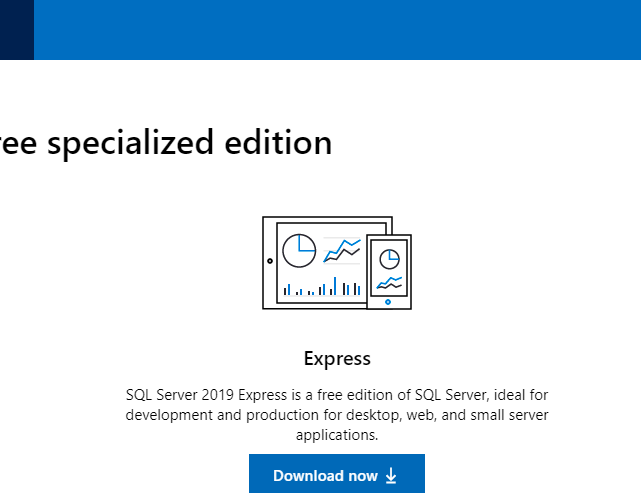 ree specialized edition
Express
SQL Server 2019 Express is a free edition of SQL Server, ideal for
development and production for desktop, web, and small server
applications.
Download now